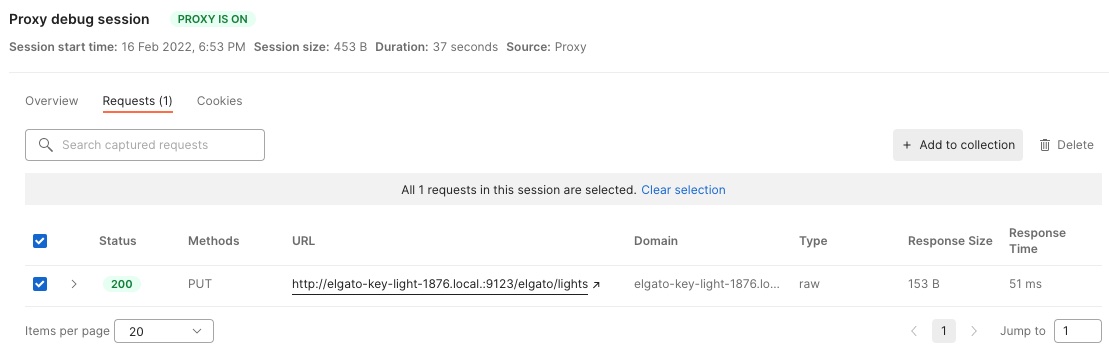 Proxy debug session PROXY IS ON
Session start time: 16 Feb 2022, 6:53 PM Session size: 453 B Duration: 37 seconds Source: Proxy
Overview Requests (1) Cookies
Search captured requests + Add to collection Delete
All 1 requests in this session are selected. Clear selection
Status Methods URL Domain Type Response Size Response Time
200 PUT http://elgato-key-light-1876.local.:9123/elgato/lights elgato-key-light-1876.lo... raw 153 B 51 ms
Items per page 20 1 Jump to 1